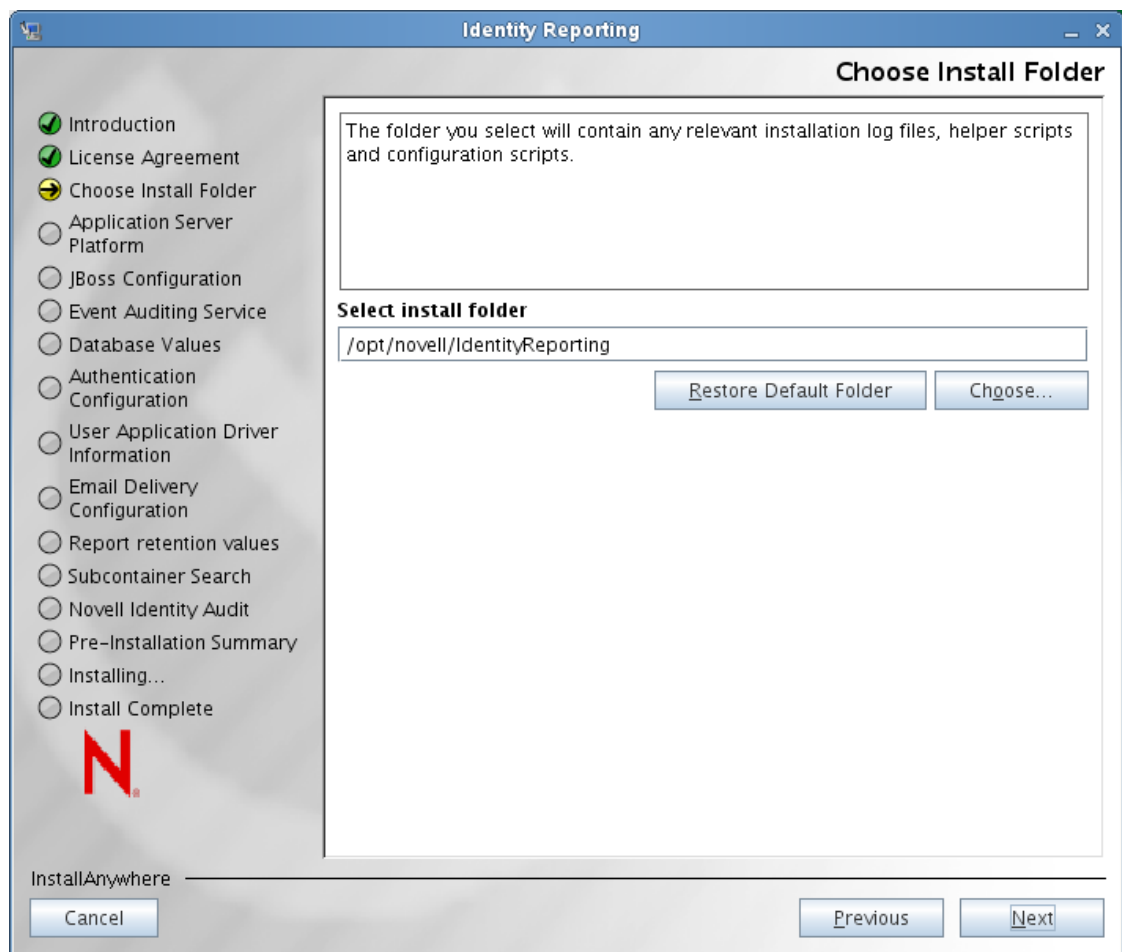 Identity Reporting
Choose Install Folder
Introduction
License Agreement
Choose Install Folder
Application Server
Platform
JBoss Configuration
Event Auditing Service
Database Values
Authentication
Configuration
User Application Driver
Information
Email Delivery
Configuration
Report retention values
Subcontainer Search
Novell Identity Audit
Pre-Installation Summary
Installing...
Install Complete
N
The folder you select will contain any relevant installation log files, helper scripts
and configuration scripts.
Select install folder
/opt/novell/IdentityReporting
Restore Default Folder
Choose...
InstallAnywhere
Cancel
Previous
Next